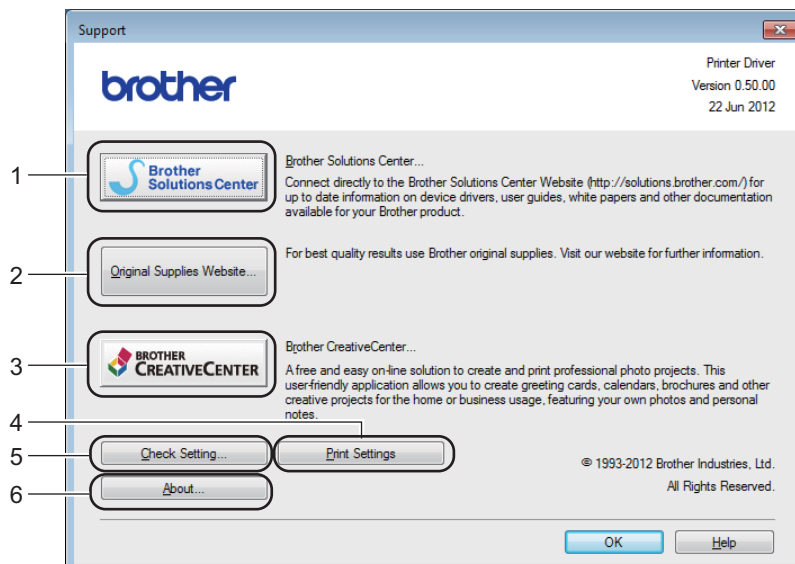 Support
brother
Printer Driver
Version 0.50.00
22 Jun 2012
1
Brother
Solutions Center
Brother Solutions Center...
Connect directly to the Brother Solutions Center Website (http://solutions.brother.com/) for
up to date information on device drivers, user guides, white papers and other documentation
available for your Brother product.
2
Original Supplies Website...
For best quality results use Brother original supplies. Visit our website for further information.
3
BROTHER
CREATIVECENTER
Brother CreativeCenter...
A free and easy on-line solution to create and print professional photo projects. This
user-friendly application allows you to create greeting cards, calendars, brochures and other
creative projects for the home or business usage, featuring your own photos and personal
notes.
4
5
Check Setting...
Print Settings
© 1993-2012 Brother Industries, Ltd.
6
About...
All Rights Reserved.
OK
Help